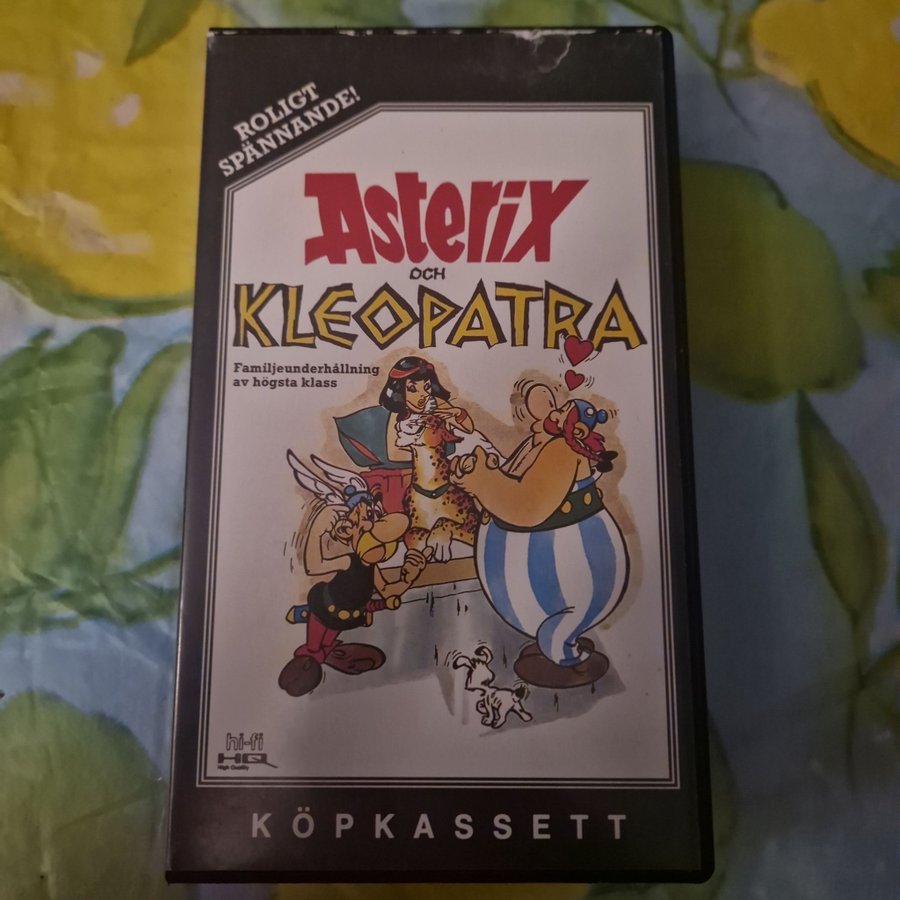 ROLIGT
SPÄNNANDE!
Asterix
OCH
KLEOPATRA
Familjeunderhållning
av högsta klass
hi-fi
HQ
High Quality
KÖPKASSETT